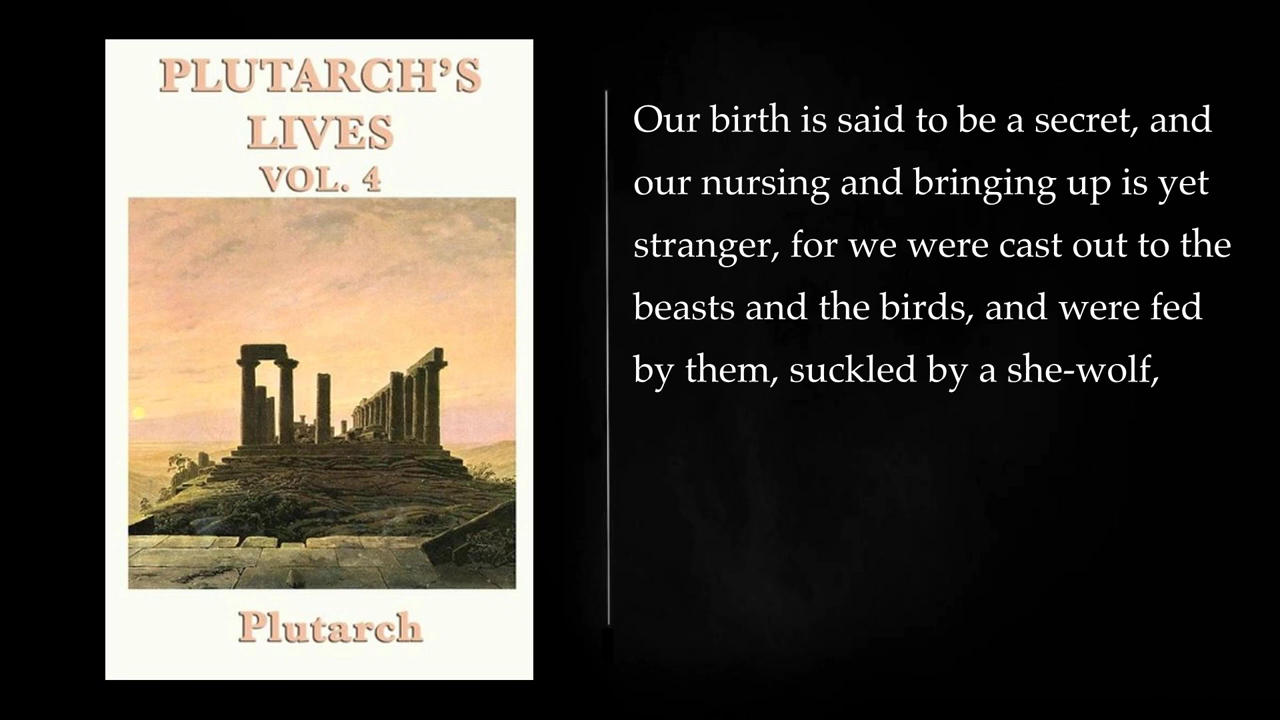 PLUTARCH'S
LIVES
VOL. 4
Plutarch
Our birth is said to be a secret, and
our nursing and bringing up is yet
stranger, for we were cast out to the
beasts and the birds, and were fed
by them, suckled by a she-wolf,